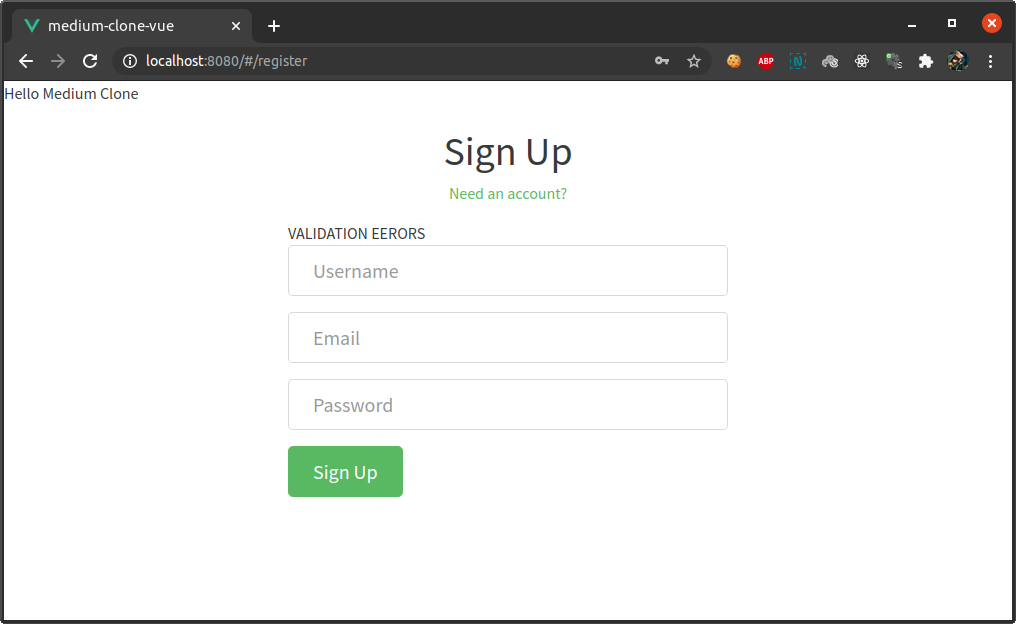 medium-clone-vue
localhost:8080/#/register
ABP
Hello Medium Clone
Sign Up
Need an account?
VALIDATION EERORS
Username
Email
Password
Sign Up